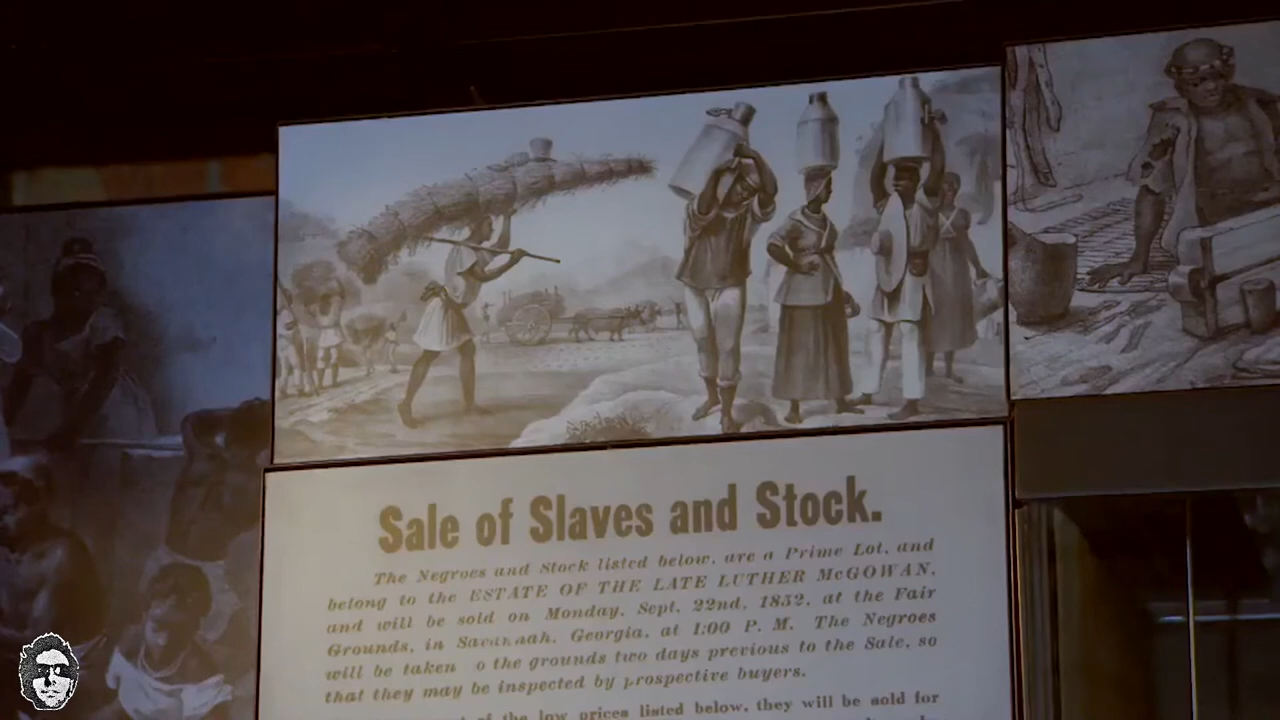 Sale of Slaves and Stock.
The Negroes and Stock listed below, are a Prime Lot, and
belong to the ESTATE OF THE LATE LUTHER McGOWAN,
and will be sold on Monday, Sept. 22nd, 1852, at the Fair
Grounds, in Savannah, Georgia, at 1:00 P. M. The Negroes
will be taken o the grounds two days previous to the Sale, so
that they may be inspected by prospective buyers.
of the low prices listed below, they will be sold for